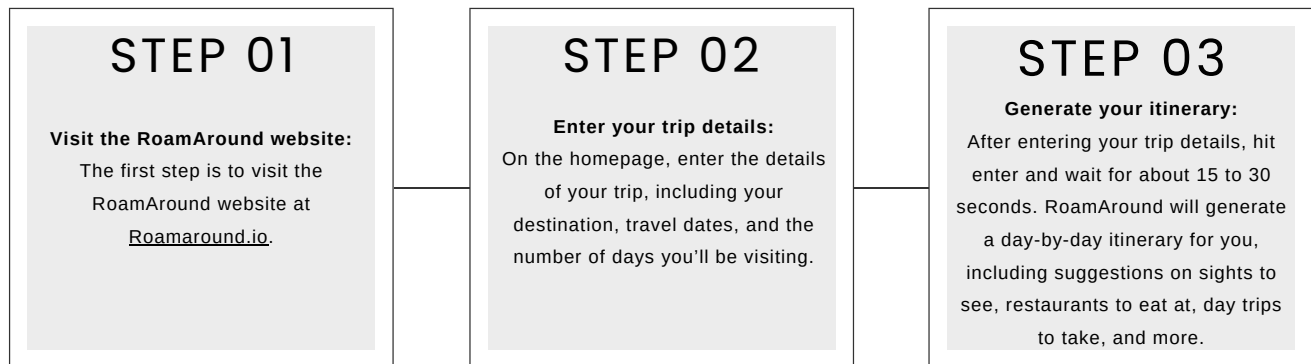 STEP 01
Visit the RoamAround website:
The first step is to visit the
RoamAround website at
Roamaround.io.
STEP 02
Enter your trip details:
On the homepage, enter the details
of your trip, including your
destination, travel dates, and the
number of days you’ll be visiting.
STEP 03
Generate your itinerary:
After entering your trip details, hit
enter and wait for about 15 to 30
seconds. RoamAround will generate
a day-by-day itinerary for you,
including suggestions on sights to
see, restaurants to eat at, day trips
to take, and more.